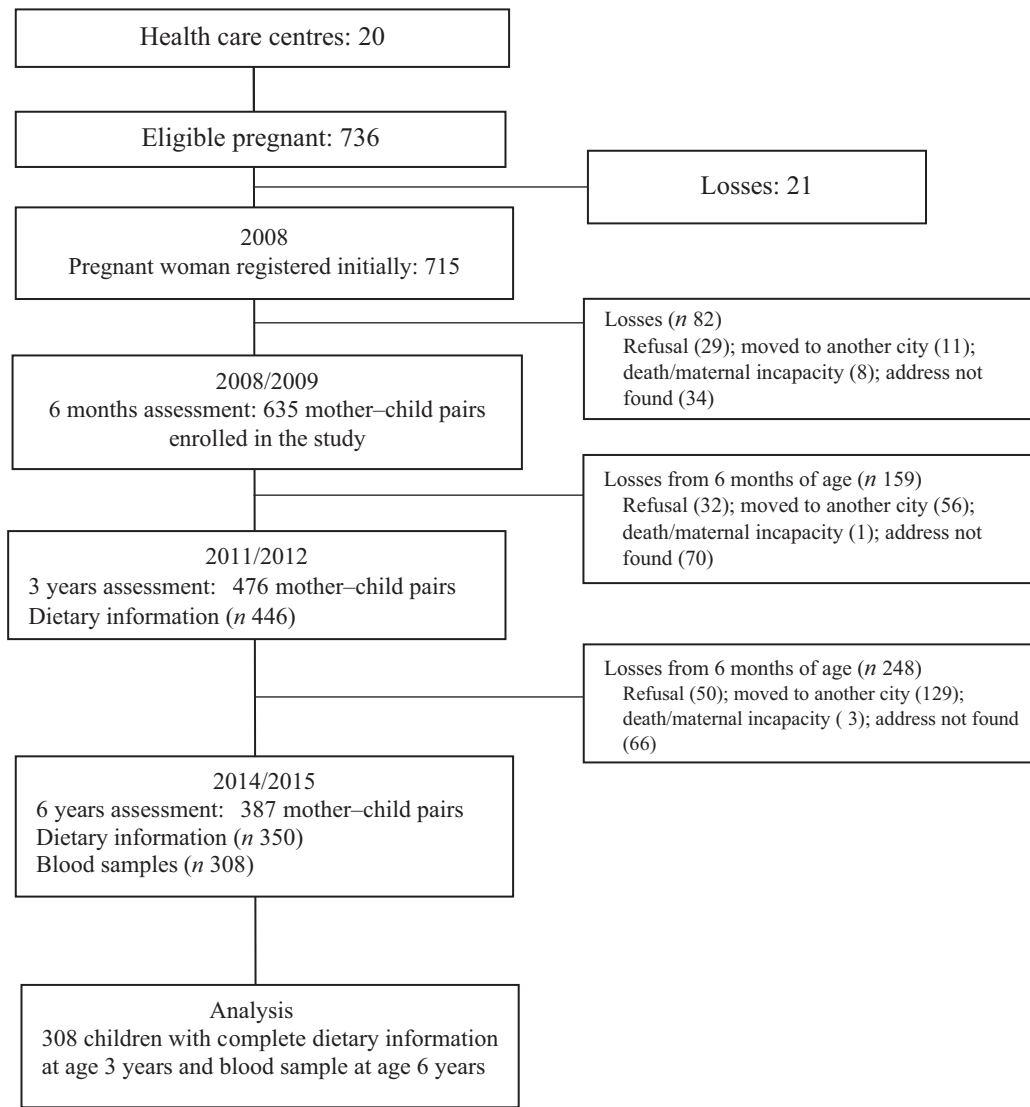 Health care centres: 20
Eligible pregnant: 736
Losses: 21
2008
Pregnant woman registered initially: 715
Losses (n 82)
Refusal (29); moved to another city (11);
death/maternal incapacity (8); address not
found (34)
2008/2009
6 months assessment: 635 mother–child pairs
enrolled in the study
Losses from 6 months of age (n 159)
Refusal (32); moved to another city (56);
death/maternal incapacity (1); address not
found (70)
2011/2012
3 years assessment: 476 mother–child pairs
Dietary information (n 446)
Losses from 6 months of age (n 248)
Refusal (50); moved to another city (129);
death/maternal incapacity ( 3); address not found
(66)
2014/2015
6 years assessment: 387 mother–child pairs
Dietary information (n 350)
Blood samples (n 308)
Analysis
308 children with complete dietary information
at age 3 years and blood sample at age 6 years